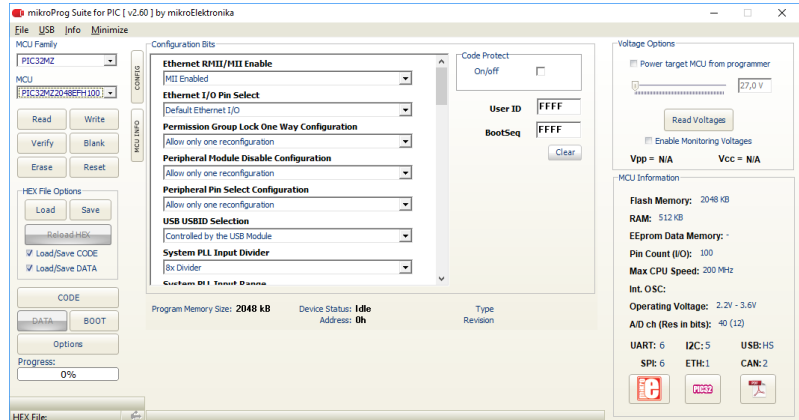 mikroProg Suite for PIC [ v2.60 ] by mikroElektronika
File USB Info Minimize
MCU Family
PIC32MZ
MCU
PIC32MZ2048EFH100
Read Write
Verify Blank
Erase Reset
HEX File Options
Load Save
Reload HEX
Load/Save CODE
Load/Save DATA
CODE
DATA BOOT
Options
Progress:
0%
HEX File:
CONFIG
MCU INFO
Configuration Bits
Ethernet RMII/MII Enable
MII Enabled
Ethernet I/O Pin Select
Default Ethernet I/O
Permission Group Lock One Way Configuration
Allow only one reconfiguration
Peripheral Module Disable Configuration
Allow only one reconfiguration
Peripheral Pin Select Configuration
Allow only one reconfiguration
USB USBID Selection
Controlled by the USB Module
System PLL Input Divider
8x Divider
System PLL Input Range
Code Protect
On/off
User ID FFFF
BootSeq FFFF
Clear
Program Memory Size: 2048 kB Device Status: Idle Type
Address: 0h Revision
Voltage Options
Power target MCU from programmer
27,0 V
Read Voltages
Enable Monitoring Voltages
Vpp = N/A Vcc = N/A
MCU Information
Flash Memory: 2048 KB
RAM: 512 KB
EEprom Data Memory: -
Pin Count (I/O): 100
Max CPU Speed: 200 MHz
Int. OSC:
Operating Voltage: 2.2V - 3.6V
A/D ch (Res in bits): 40 (12)
UART: 6 I2C: 5 USB: HS
SPI: 6 ETH: 1 CAN: 2
PIC32
PDF